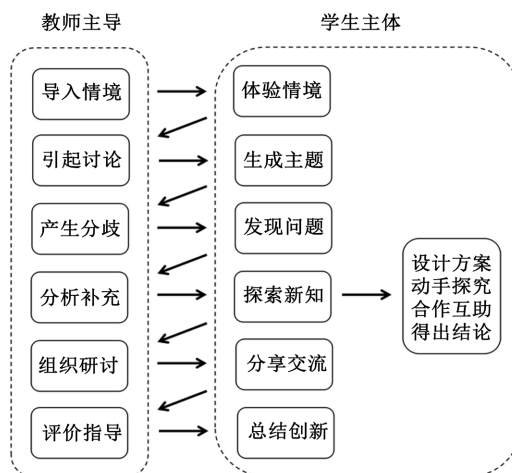 教师主导
学生主体
导入情境
体验情境
引起讨论
生成主题
产生分歧
发现问题
分析补充
探索新知
设计方案
动手探究
合作互助
得出结论
组织研讨
分享交流
评价指导
总结创新